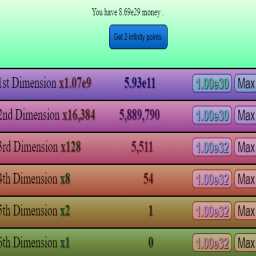 You have 8.69e29 money .
Get 2 infinity points.
1st Dimension x1.07e9 5.93e11 1.00e30 Max
2nd Dimension x16,384 5,889,790 1.00e30 Max
3rd Dimension x128 5,511 1.00e32 Max
4th Dimension x8 54 1.00e32 Max
5th Dimension x2 1 1.00e32 Max
6th Dimension x1 0 1.00e32 Max